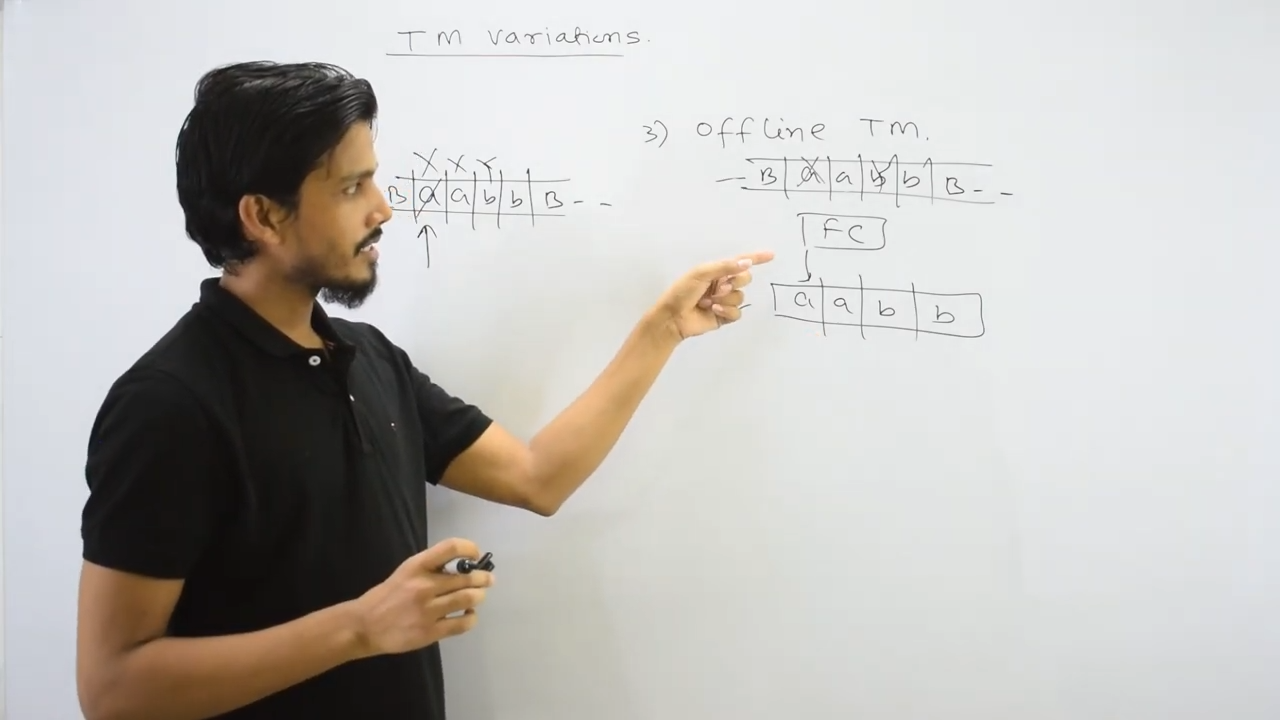 TM variations.
3) Offline TM.
X X Y
B a a b b B - -
- B a a b b B - -
FC
a a b b